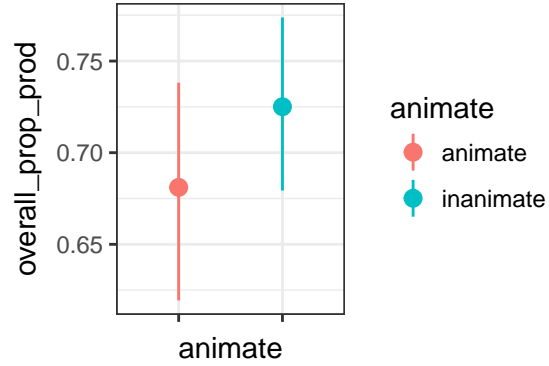 overall_prop_prod
0.75
0.70
0.65
animate
animate
animate
inanimate